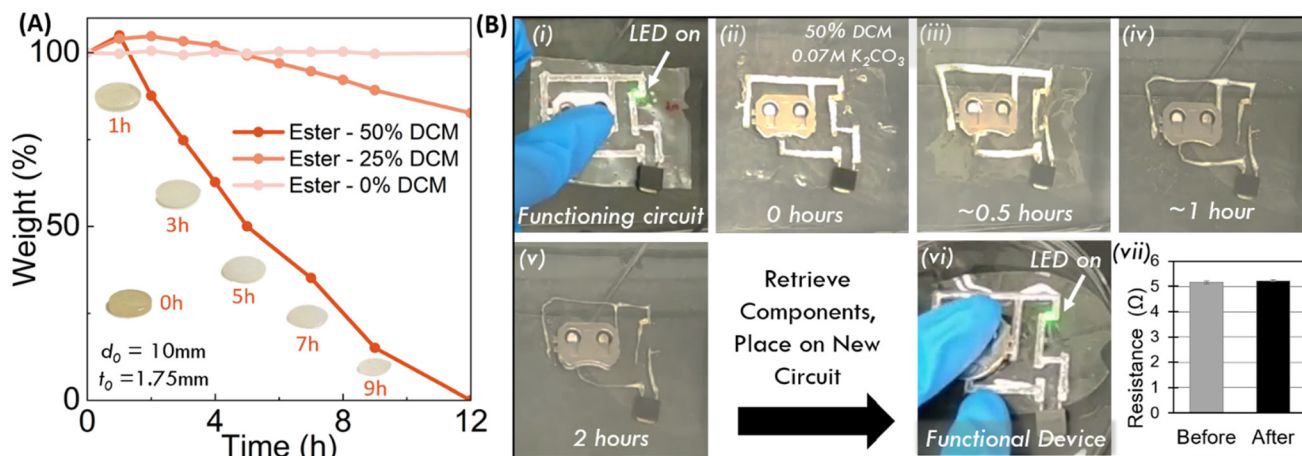 (A)
Weight (%)
100
50
0
0
4
8
12
Time (h)
1h
3h
0h
5h
7h
9h
Ester - 50% DCM
Ester - 25% DCM
Ester - 0% DCM
d₀ = 10mm
t₀ = 1.75mm
(B)
(i)
LED on
Functioning circuit
(ii)
50% DCM
0.07M K₂CO₃
0 hours
(iii)
~0.5 hours
(iv)
~1 hour
(v)
2 hours
Retrieve
Components,
Place on New
Circuit
(vi)
LED on
Functional Device
(vii)
Resistance (Ω)
6
5
4
3
2
1
0
Before After